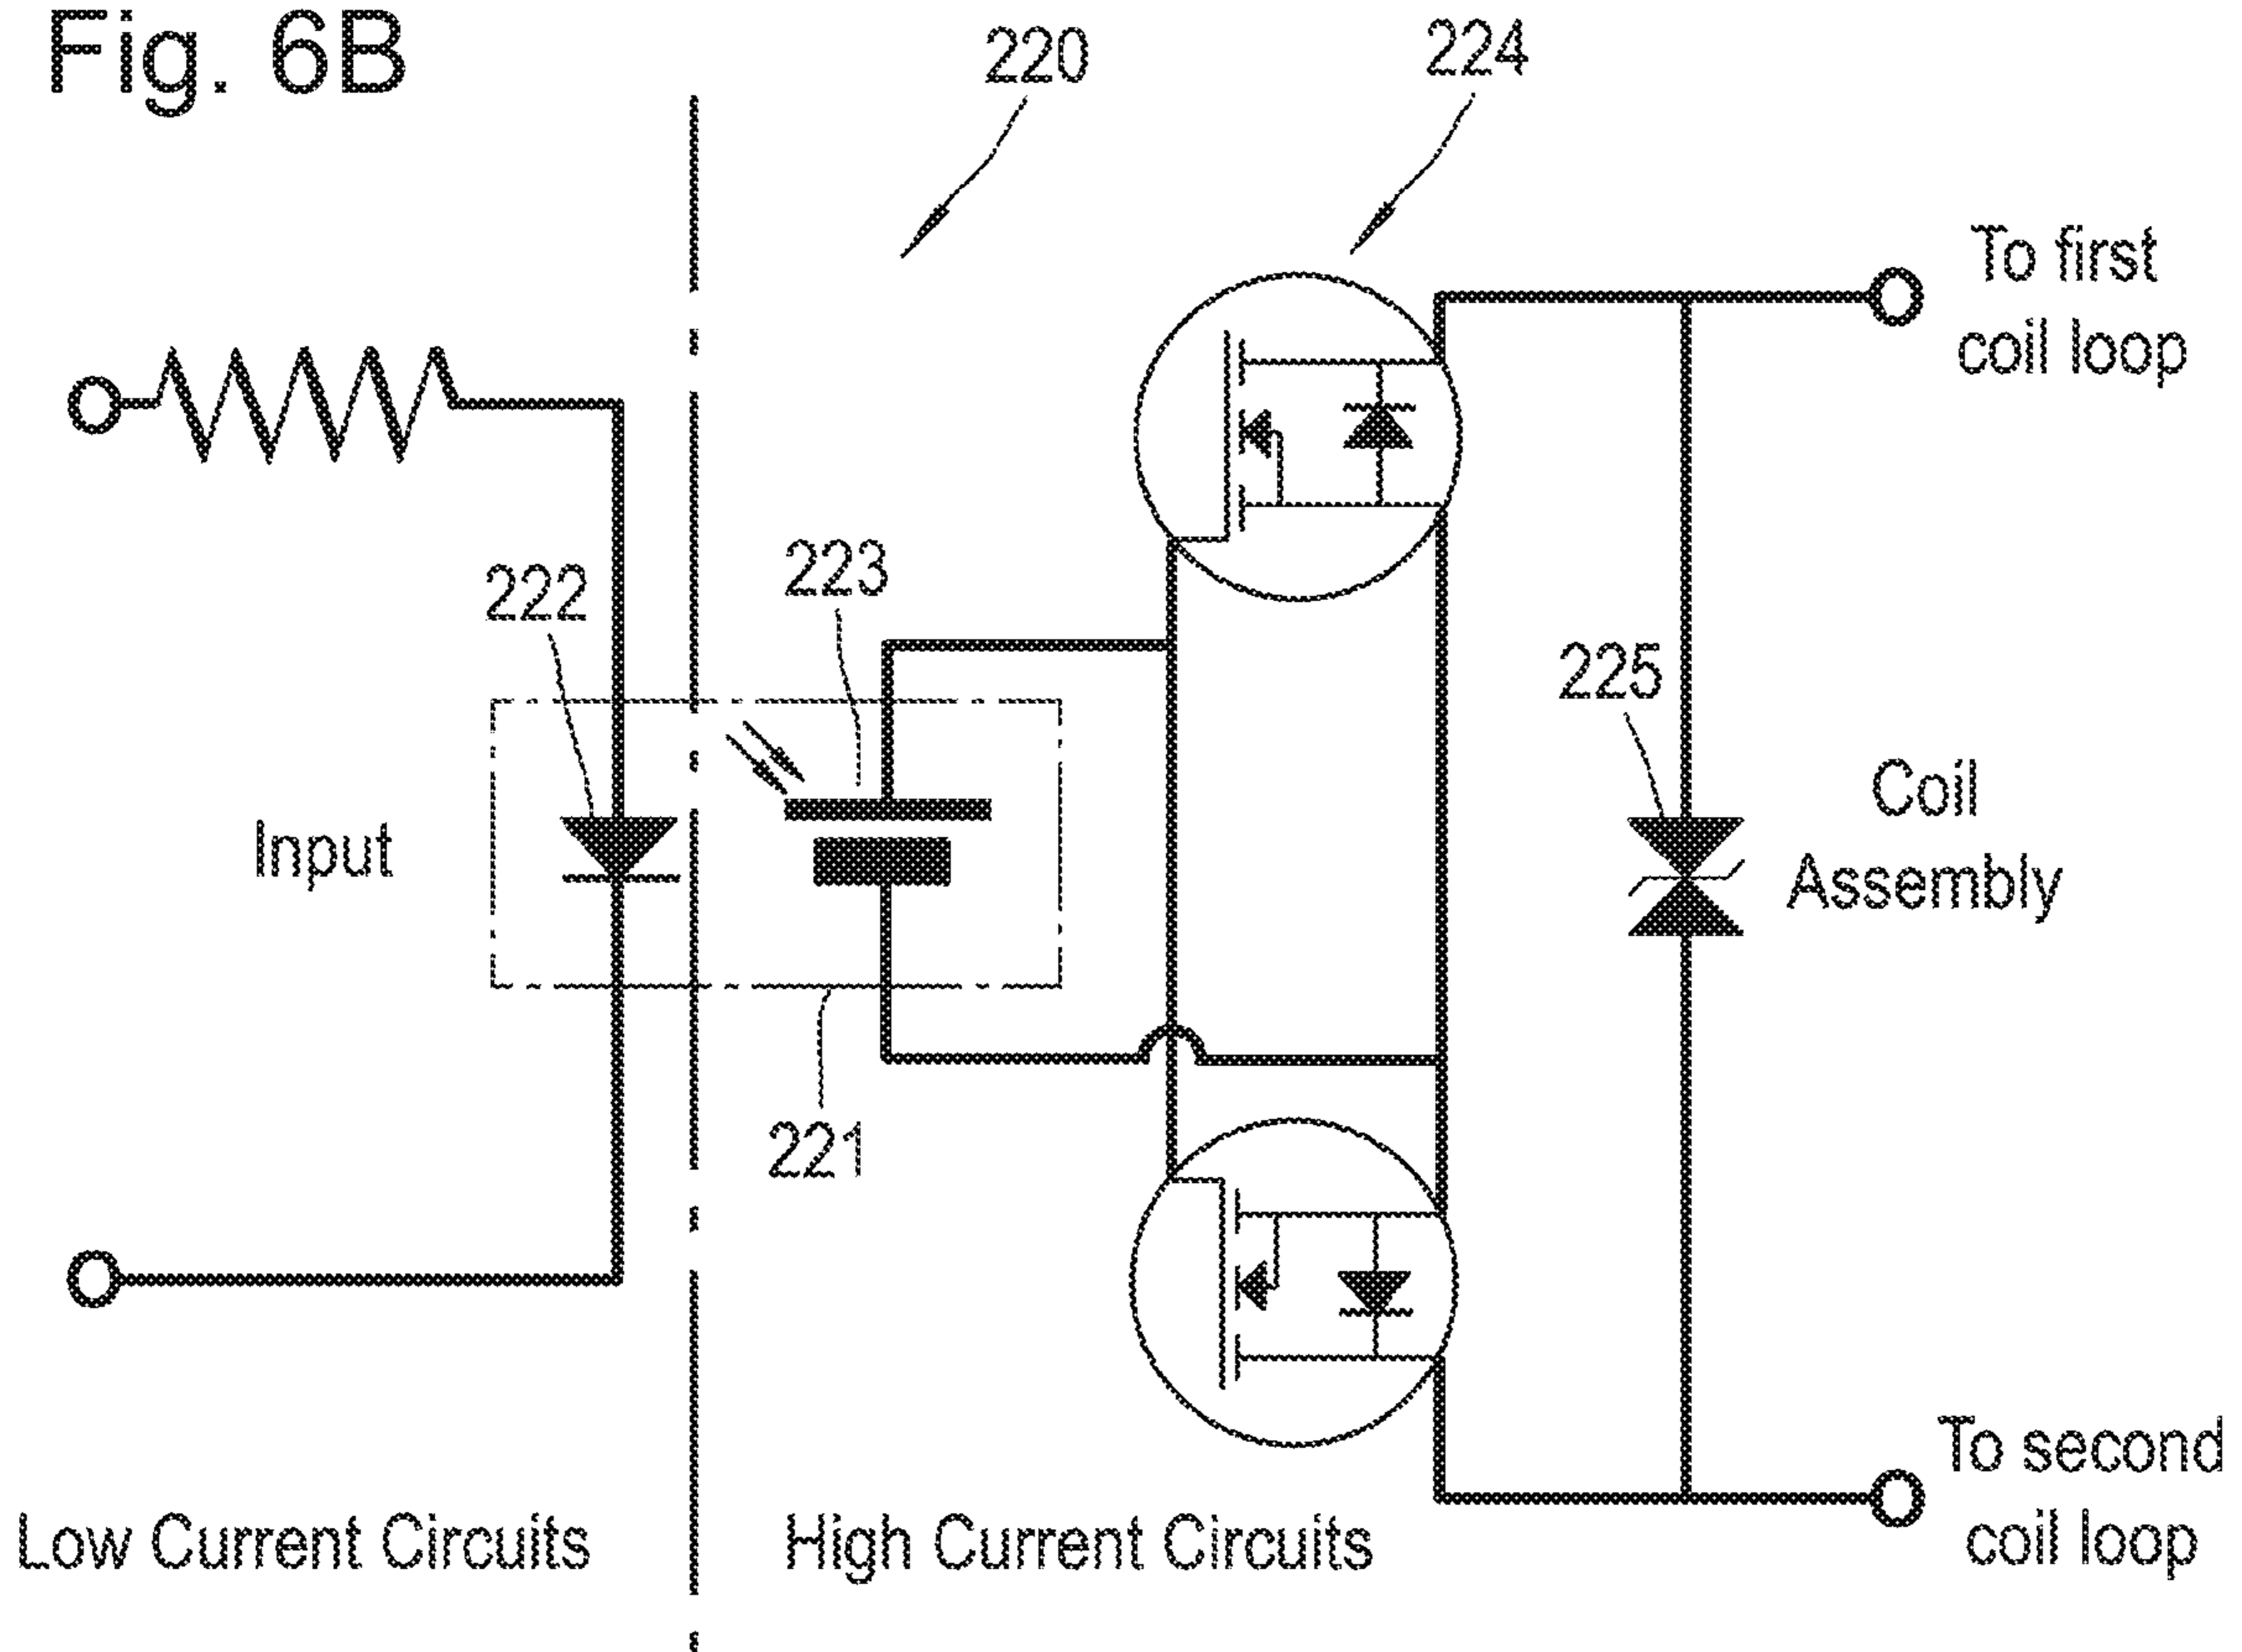 Fig. 6B
220
224
To first
coil loop
222
223
225
Input
Coil
Assembly
221
To second
coil loop
Low Current Circuits
High Current Circuits